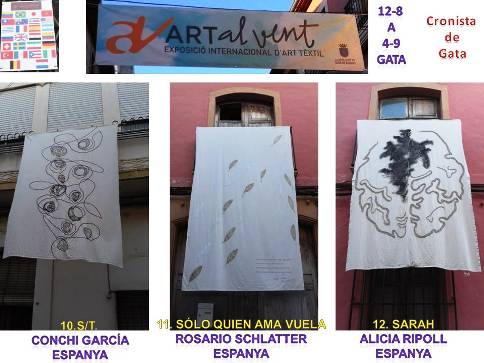 ARTal vent
EXPOSICIÓ INTERNACIONAL D'ART TÈXTIL
12-8
A
4-9
GATA
Cronista
de
Gata
10.S/T.
CONCHI GARCÍA
ESPANYA
11. SÓLO QUIEN AMA VUELA
ROSARIO SCHLATTER
ESPANYA
12. SARAH
ALICIA RIPOLL
ESPANYA